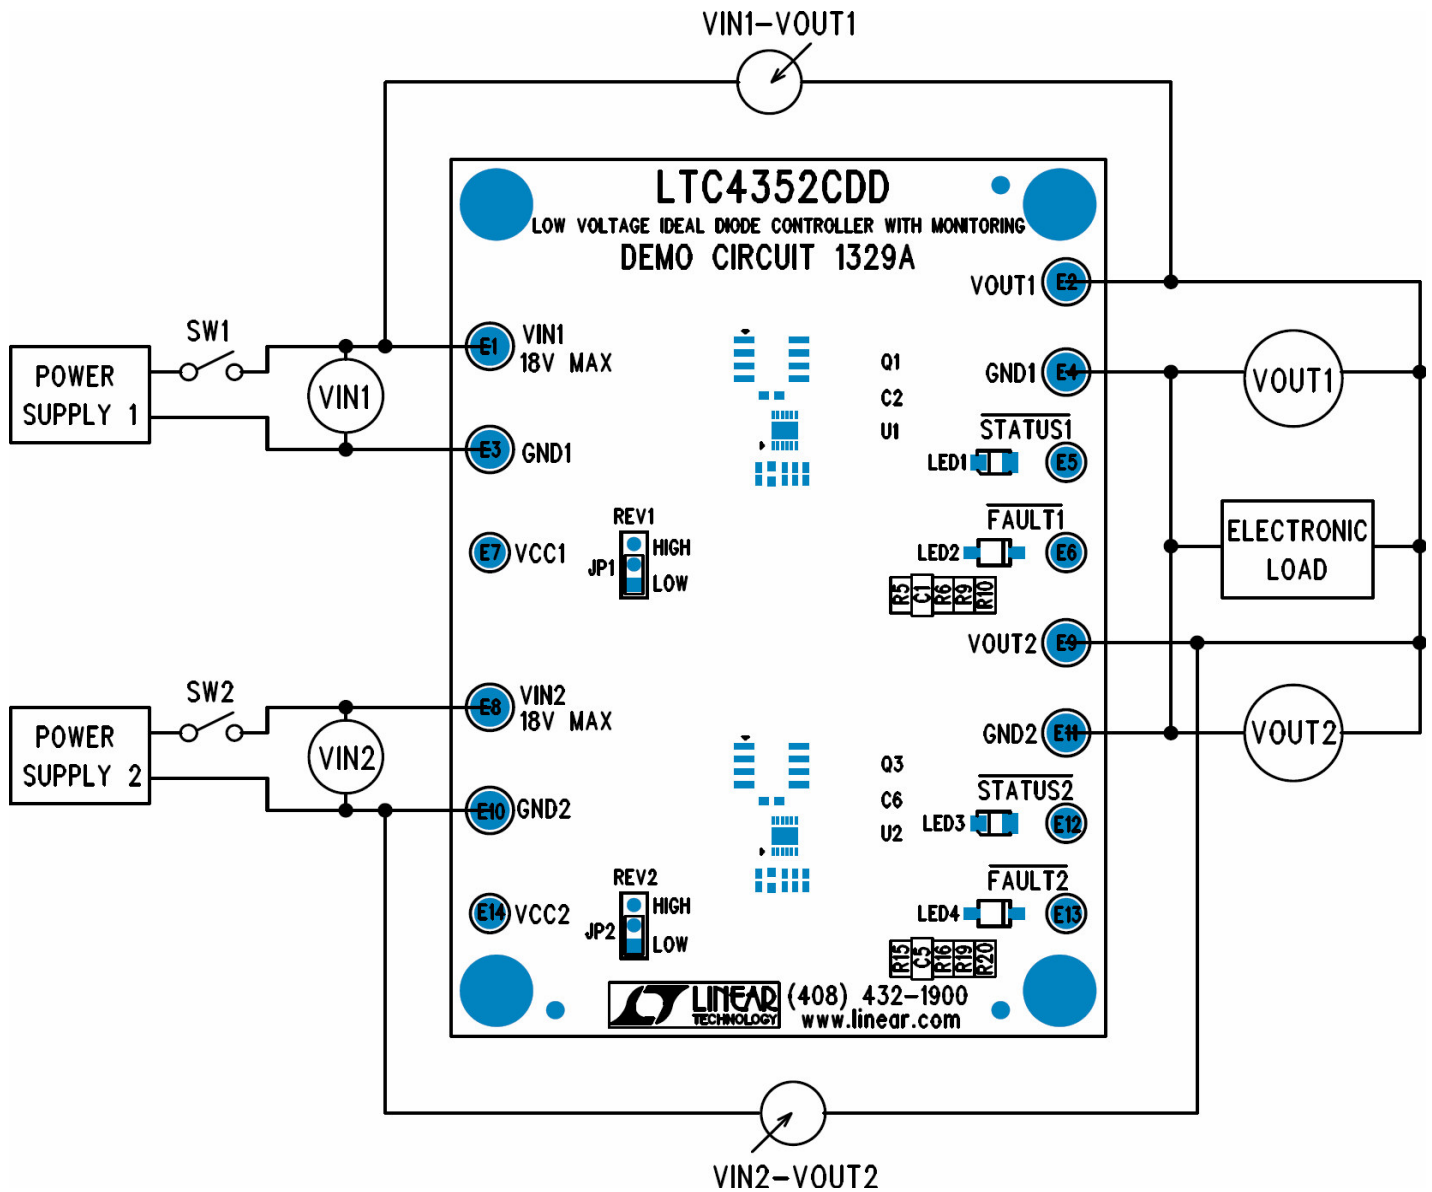 VIN1-VOUT1
LTC4352CDD
LOW VOLTAGE IDEAL DIODE CONTROLLER WITH MONITORING
DEMO CIRCUIT 1329A
VOUT1
E2
SW1
POWER
SUPPLY 1
VIN1
E1
VIN1
18V MAX
E3
GND1
Q1
C2
U1
GND1
E4
VOUT1
STATUS1
LED1
E5
FAULT1
LED2
E6
ELECTRONIC
LOAD
E7
VCC1
REV1
HIGH
JP1
LOW
R5
C1
R6
R9
R10
VOUT2
E9
SW2
POWER
SUPPLY 2
VIN2
E8
VIN2
18V MAX
E10
GND2
Q3
C6
U2
GND2
E11
VOUT2
STATUS2
LED3
E12
FAULT2
LED4
E13
E14
VCC2
REV2
HIGH
JP2
LOW
R15
C5
R16
R19
R20
LINEAR
TECHNOLOGY
(408) 432-1900
www.linear.com
VIN2-VOUT2